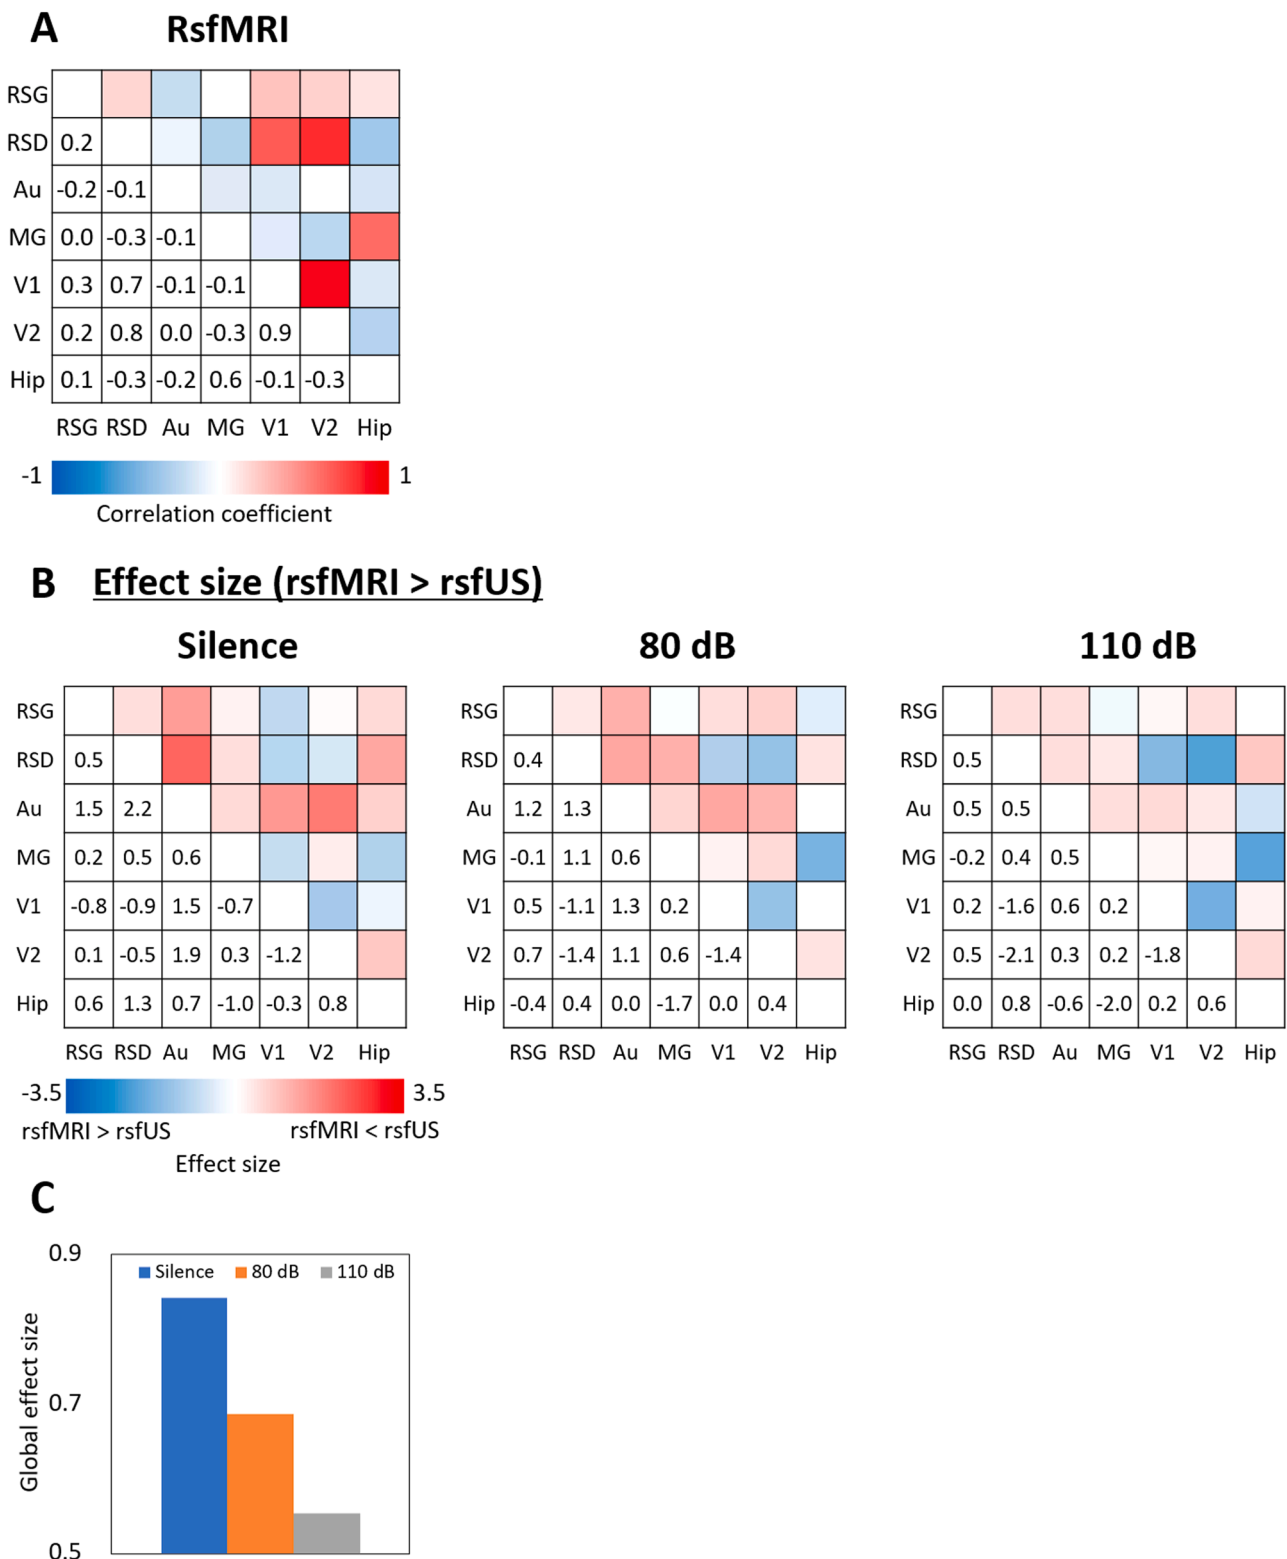 A RsfMRI
RSG
RSD 0.2
Au -0.2 -0.1
MG 0.0 -0.3 -0.1
V1 0.3 0.7 -0.1 -0.1
V2 0.2 0.8 0.0 -0.3 0.9
Hip 0.1 -0.3 -0.2 0.6 -0.1 -0.3
RSG RSD Au MG V1 V2 Hip
-1 1
Correlation coefficient
B Effect size (rsfMRI > rsfUS)
Silence
RSG
RSD 0.5
Au 1.5 2.2
MG 0.2 0.5 0.6
V1 -0.8 -0.9 1.5 -0.7
V2 0.1 -0.5 1.9 0.3 -1.2
Hip 0.6 1.3 0.7 -1.0 -0.3 0.8
RSG RSD Au MG V1 V2 Hip
80 dB
RSG
RSD 0.4
Au 1.2 1.3
MG -0.1 1.1 0.6
V1 0.5 -1.1 1.3 0.2
V2 0.7 -1.4 1.1 0.6 -1.4
Hip -0.4 0.4 0.0 -1.7 0.0 0.4
RSG RSD Au MG V1 V2 Hip
110 dB
RSG
RSD 0.5
Au 0.5 0.5
MG -0.2 0.4 0.5
V1 0.2 -1.6 0.6 0.2
V2 0.5 -2.1 0.3 0.2 -1.8
Hip 0.0 0.8 -0.6 -2.0 0.2 0.6
RSG RSD Au MG V1 V2 Hip
-3.5 3.5
rsfMRI > rsfUS rsfMRI < rsfUS
Effect size
C
0.9
Silence 80 dB 110 dB
Global effect size
0.7
0.5